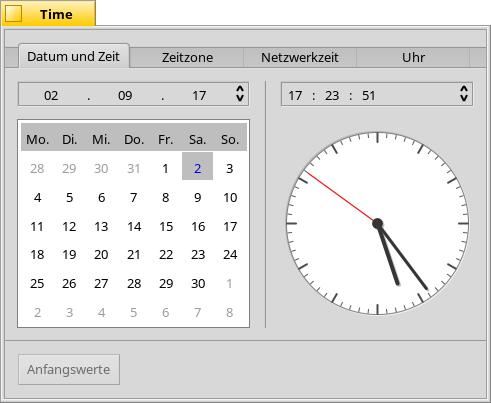 Time
Datum und Zeit Zeitzone Netzwerkzeit Uhr
02 . 09 . 17 17 : 23 : 51
Mo. Di. Mi. Do. Fr. Sa. So.
28 29 30 31 1 2 3
4 5 6 7 8 9 10
11 12 13 14 15 16 17
18 19 20 21 22 23 24
25 26 27 28 29 30 1
2 3 4 5 6 7 8
Anfangswerte